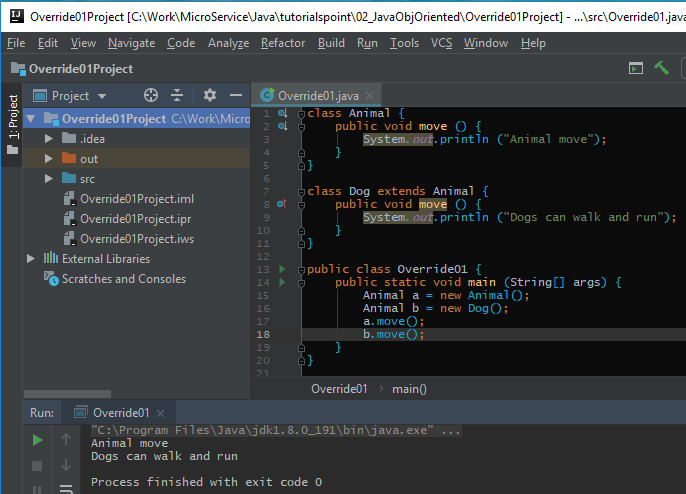 Override01Project [C:\Work\MicroService\Java\tutorialspoint\02_JavaObjOriented\Override01Project] - ...\src\Override01.java
File Edit View Navigate Code Analyze Refactor Build Run Tools VCS Window Help
Override01Project
1: Project
Project
Override01Project C:\Work\Micro
.idea
out
src
Override01Project.iml
Override01Project.ipr
Override01Project.iws
External Libraries
Scratches and Consoles
Override01.java
1 class Animal {
2 public void move () {
3 System.out.println ("Animal move");
4 }
5 }
6
7 class Dog extends Animal {
8 public void move () {
9 System.out.println ("Dogs can walk and run");
10 }
11 }
12
13 public class Override01 {
14 public static void main (String[] args) {
15 Animal a = new Animal();
16 Animal b = new Dog();
17 a.move();
18 b.move();
19 }
20 }
21
Override01 › main()
Run: Override01
"C:\Program Files\Java\jdk1.8.0_191\bin\java.exe" ...
Animal move
Dogs can walk and run
Process finished with exit code 0